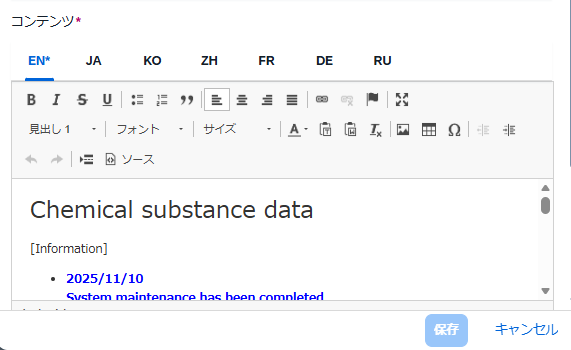 コンテンツ*
EN* JA KO ZH FR DE RU
B I S U
見出し 1 フォント サイズ A
ソース
Chemical substance data
[Information]
2025/11/10
System maintenance has been completed
保存 キャンセル